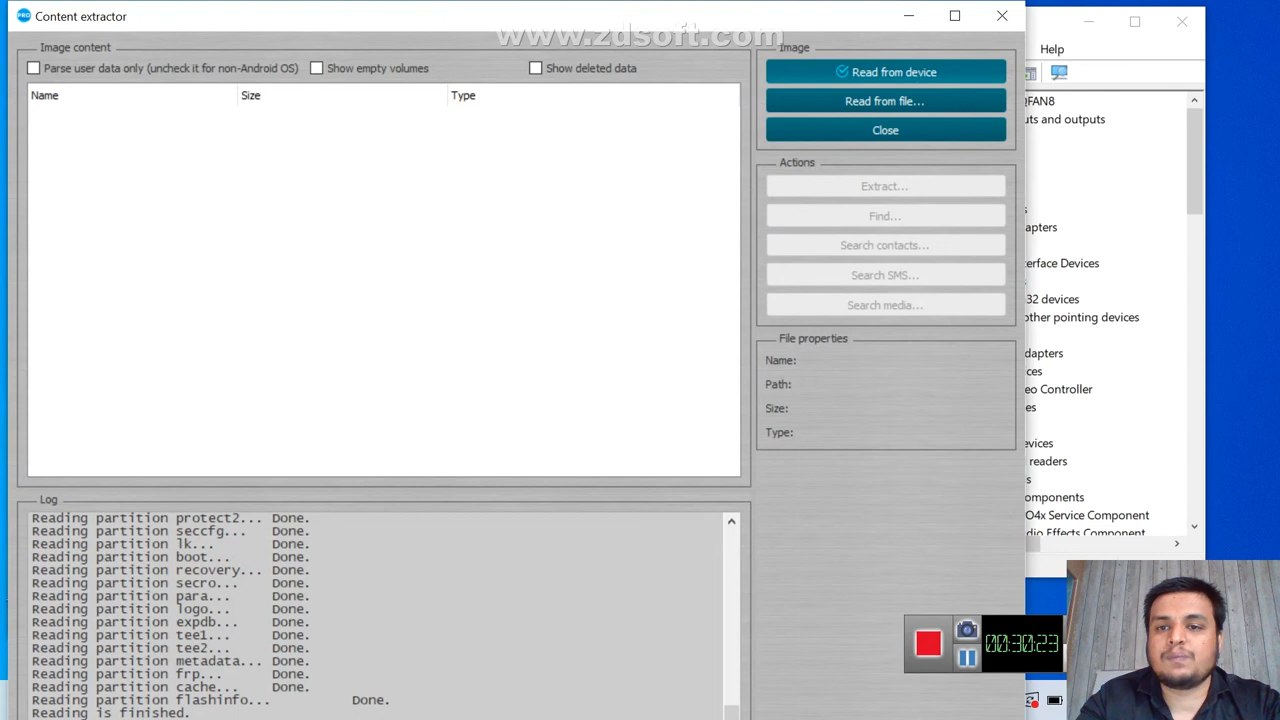 PRO Content extractor
www.zdsoft.com
Image content
Parse user data only (uncheck it for non-Android OS)
Show empty volumes
Show deleted data
Name Size Type
Image
Read from device
Read from file...
Close
Actions
Extract...
Find...
Search contacts...
Search SMS...
Search media...
File properties
Name:
Path:
Size:
Type:
Log
Reading partition protect2... Done.
Reading partition seccfg... Done.
Reading partition lk... Done.
Reading partition boot... Done.
Reading partition recovery... Done.
Reading partition secro... Done.
Reading partition para... Done.
Reading partition logo... Done.
Reading partition expdb... Done.
Reading partition tee1... Done.
Reading partition tee2... Done.
Reading partition metadata... Done.
Reading partition frp... Done.
Reading partition cache... Done.
Reading partition flashinfo... Done.
Reading is finished.
Help
QFAN8
uts and outputs
s
apters
erface Devices
32 devices
other pointing devices
dapters
ces
eo Controller
es
evices
readers
s
omponents
O4x Service Component
dio Effects Component
00:30:23